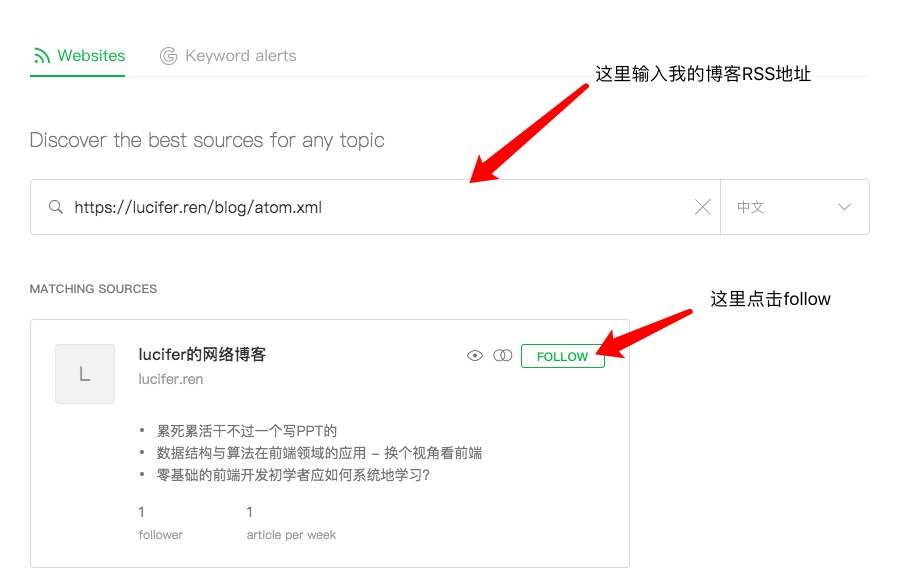 Websites
Keyword alerts
这里输入我的博客RSS地址
Discover the best sources for any topic
https://lucifer.ren/blog/atom.xml
中文
MATCHING SOURCES
这里点击follow
L
lucifer的网络博客
FOLLOW
lucifer.ren
• 累死累活干不过一个写PPT的
• 数据结构与算法在前端领域的应用 – 换个视角看前端
• 零基础的前端开发初学者应如何系统地学习?
1
1
follower
article per week